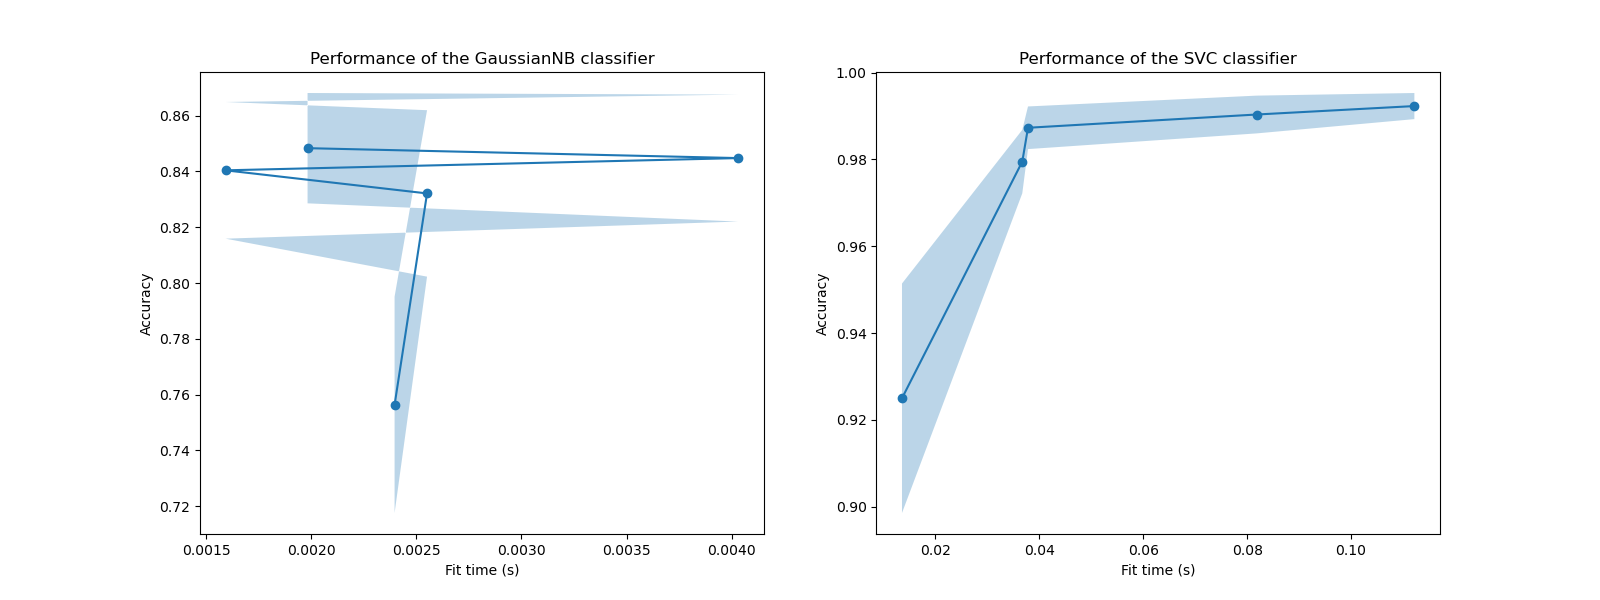 Performance of the GaussianNB classifier
Accuracy
0.86
0.84
0.82
0.80
0.78
0.76
0.74
0.72
0.0015 0.0020 0.0025 0.0030 0.0035 0.0040
Fit time (s)
Performance of the SVC classifier
Accuracy
1.00
0.98
0.96
0.94
0.92
0.90
0.02 0.04 0.06 0.08 0.10
Fit time (s)